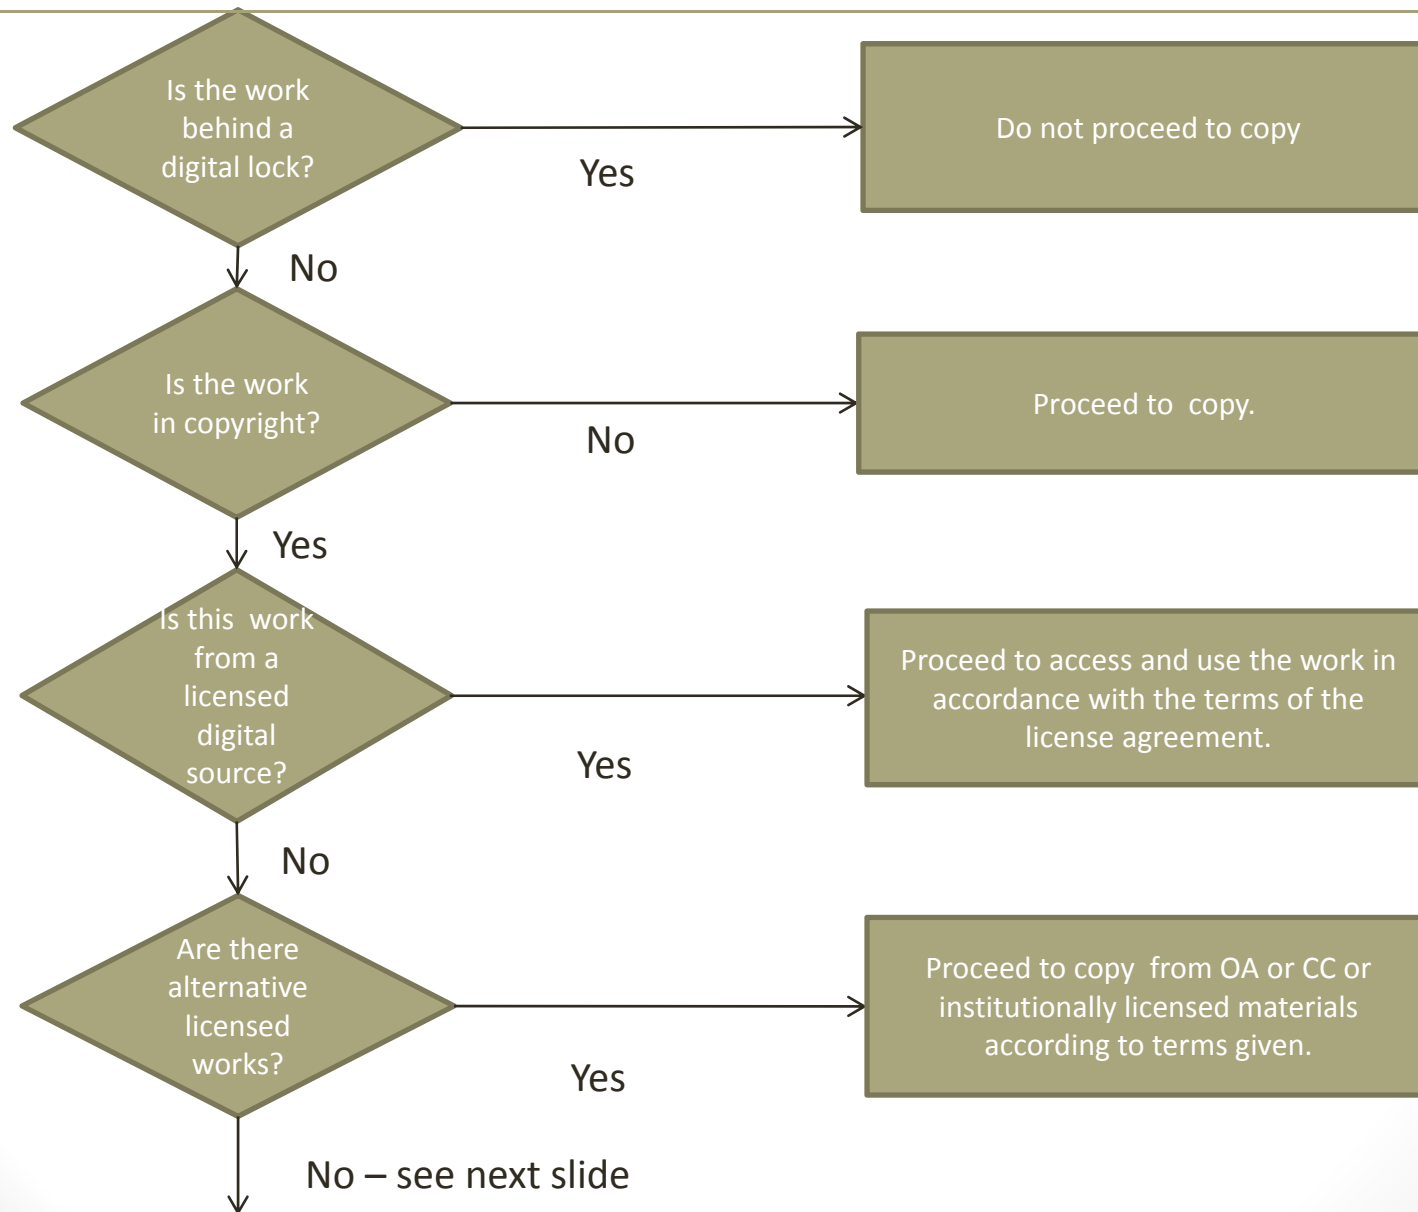 Is the work
behind a
digital lock?
Yes
Do not proceed to copy
No
Is the work
in copyright?
No
Proceed to  copy.
Yes
Is this  work
from a
licensed
digital
source?
Yes
Proceed to access and use the work in
accordance with the terms of the
license agreement.
No
Are there
alternative
licensed
works?
Yes
Proceed to copy  from OA or CC or
institutionally licensed materials
according to terms given.
No – see next slide